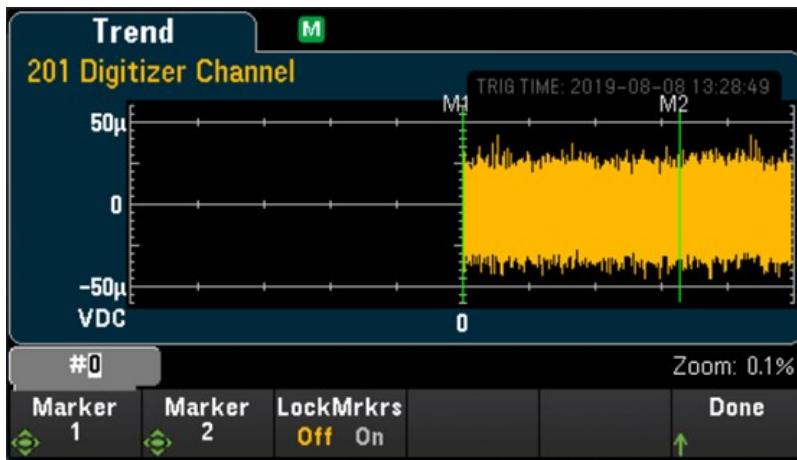 Trend M
201 Digitizer Channel
TRIG TIME: 2019-08-08 13:28:49
M1 M2
50µ
0
-50µ
VDC 0
#0 Zoom: 0.1%
Marker 1 Marker 2 LockMrkrs Off On Done